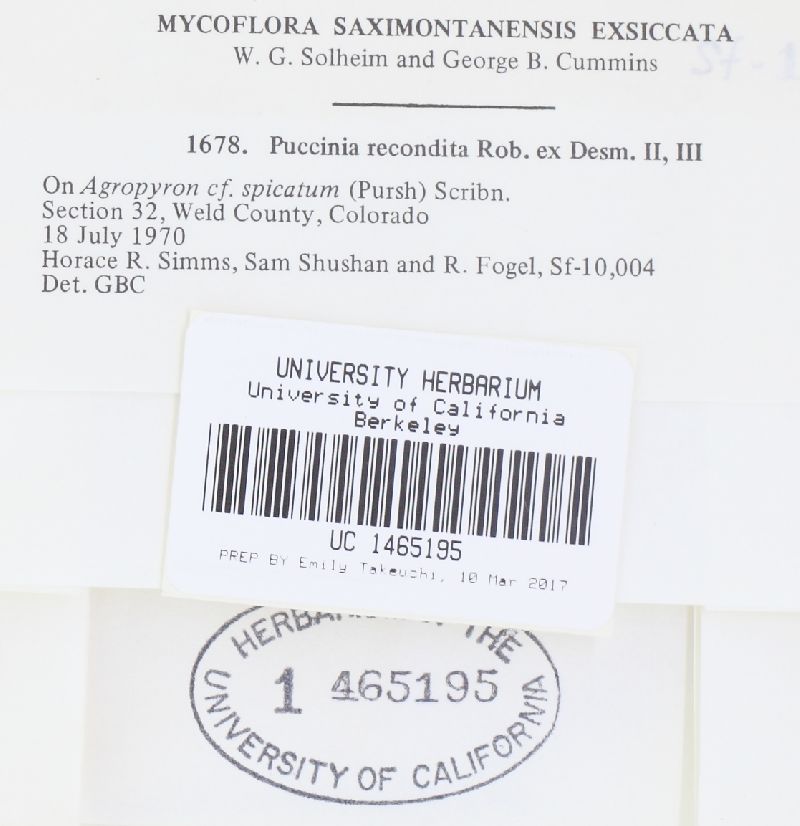 MYCOFLORA SAXIMONTANENSIS EXSICCATA
W. G. Solheim and George B. Cummins
1678. Puccinia recondita Rob. ex Desm. II, III
On Agropyron cf. spicatum (Pursh) Scribn.
Section 32, Weld County, Colorado
18 July 1970
Horace R. Simms, Sam Shushan and R. Fogel, Sf-10,004
Det. GBC
UNIVERSITY HERBARIUM
University of California
Berkeley
UC 1465195
PREP BY Emily Takeuchi, 10 Mar 2017
THE
1 465195
UNIVERSITY OF CALIFORNIA